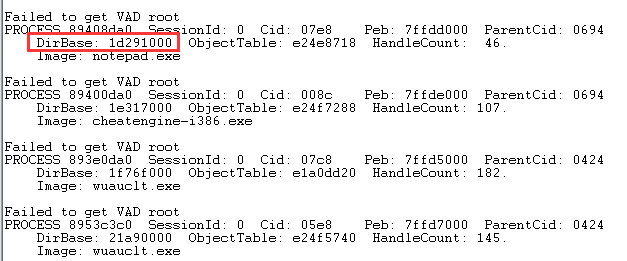 Failed to get VAD root
PROCESS 89408da0  SessionId: 0  Cid: 07e8    Peb: 7ffdd000  ParentCid: 0694
    DirBase: 1d291000  ObjectTable: e24e8718  HandleCount:  46.
    Image: notepad.exe

Failed to get VAD root
PROCESS 89400da0  SessionId: 0  Cid: 008c    Peb: 7ffde000  ParentCid: 0694
    DirBase: 1e317000  ObjectTable: e24f7288  HandleCount: 107.
    Image: cheatengine-i386.exe

Failed to get VAD root
PROCESS 893e0da0  SessionId: 0  Cid: 07c8    Peb: 7ffd5000  ParentCid: 0424
    DirBase: 1f76f000  ObjectTable: e1a0dd20  HandleCount: 182.
    Image: wuauclt.exe

Failed to get VAD root
PROCESS 8953c3c0  SessionId: 0  Cid: 05e8    Peb: 7ffd7000  ParentCid: 0424
    DirBase: 21a90000  ObjectTable: e24f5740  HandleCount: 145.
    Image: wuauclt.exe